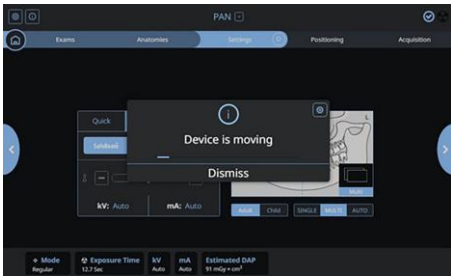 PAN
Exams Anatomies Settings Positioning Acquisition
Quick
L
Device is moving
Dismiss
Multi
kV: Auto mA: Auto
Adult Child SINGLE MULTI AUTO
Mode Exposure Time kV mA Estimated DAP
Regular 12.7 Sec Auto Auto 91 mGy × cm²